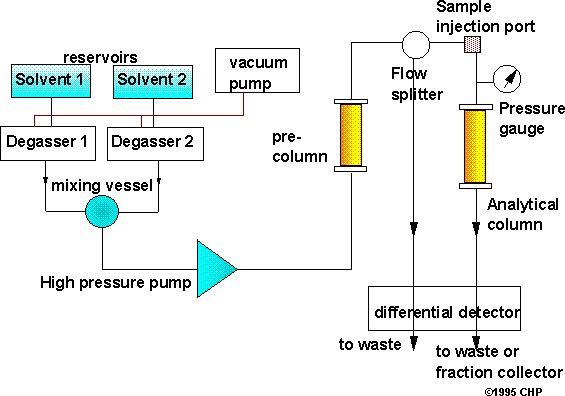 Sample
injection port
reservoirs
vacuum
pump
Solvent 1
Solvent 2
Flow
splitter
Pressure
gauge
Degasser 1
Degasser 2
pre-
column
mixing vessel
Analytical
column
High pressure pump
differential detector
to waste
to waste or
fraction collector
©1995 CHP